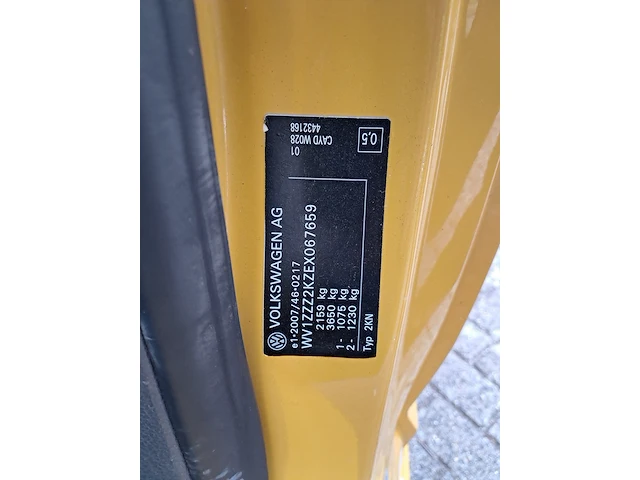 VOLKSWAGEN AG
e1-2007/46-0217
WV1ZZZ2KZEX067659
2159 kg
3650 kg
1- 1075 kg
2- 1230 kg
Typ 2KN
01
CAYD W028
4432168
0,5